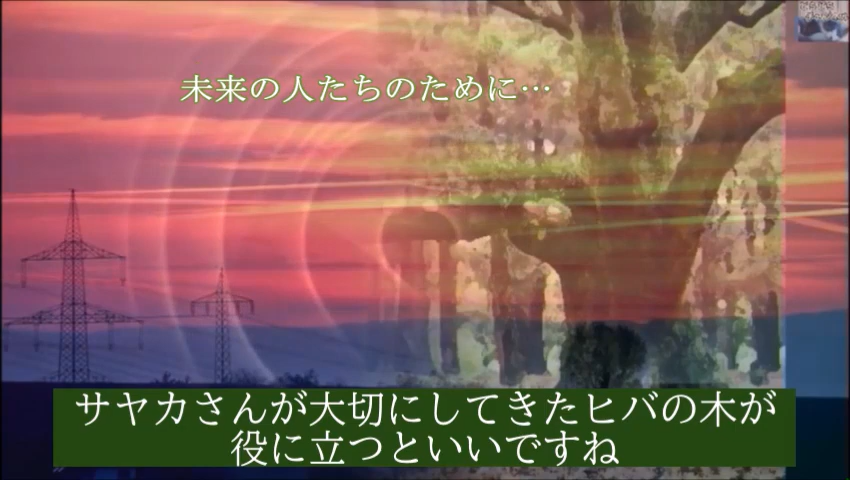 未来の人たちのために…
サヤカさんが大切にしてきたヒバの木が
役に立つといいですね